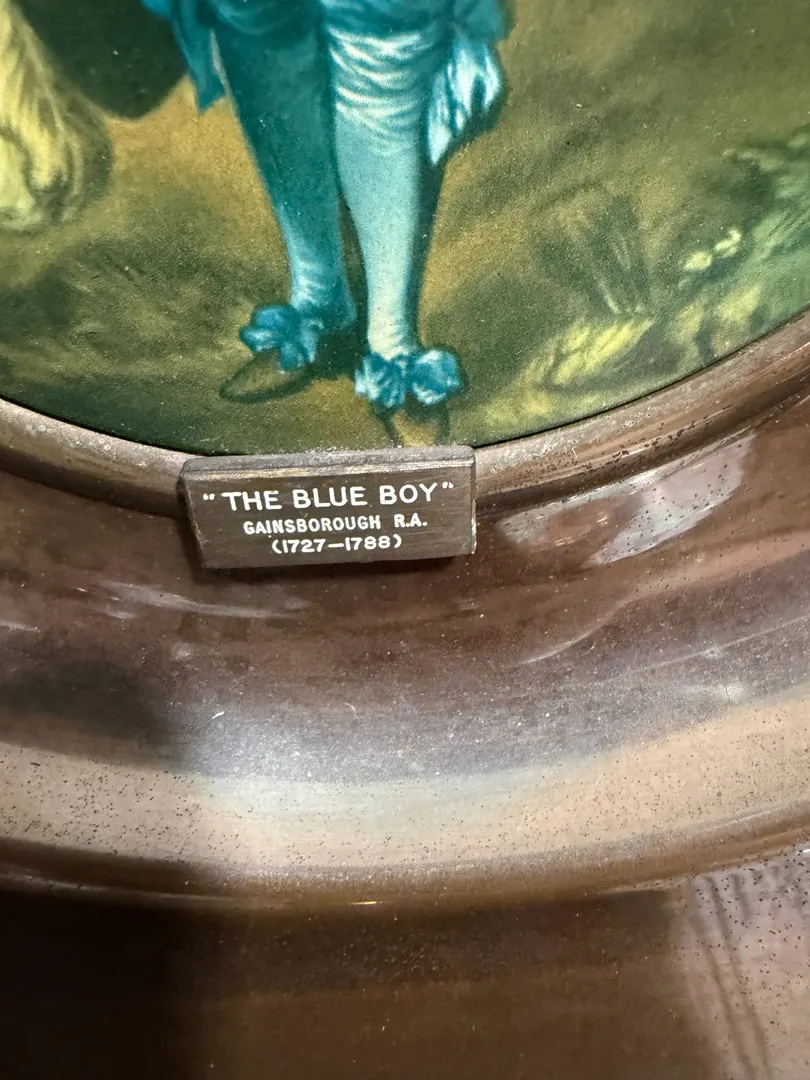 "THE BLUE BOY"
GAINSBOROUGH R.A.
(1727–1788)